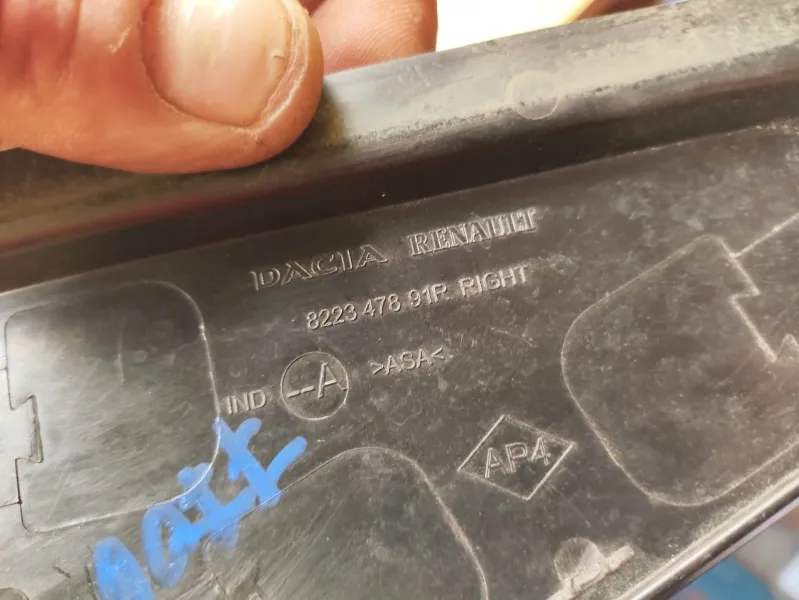 DACIA RENAULT
8223 478 91R RIGHT
IND --A >ASA<
AP4